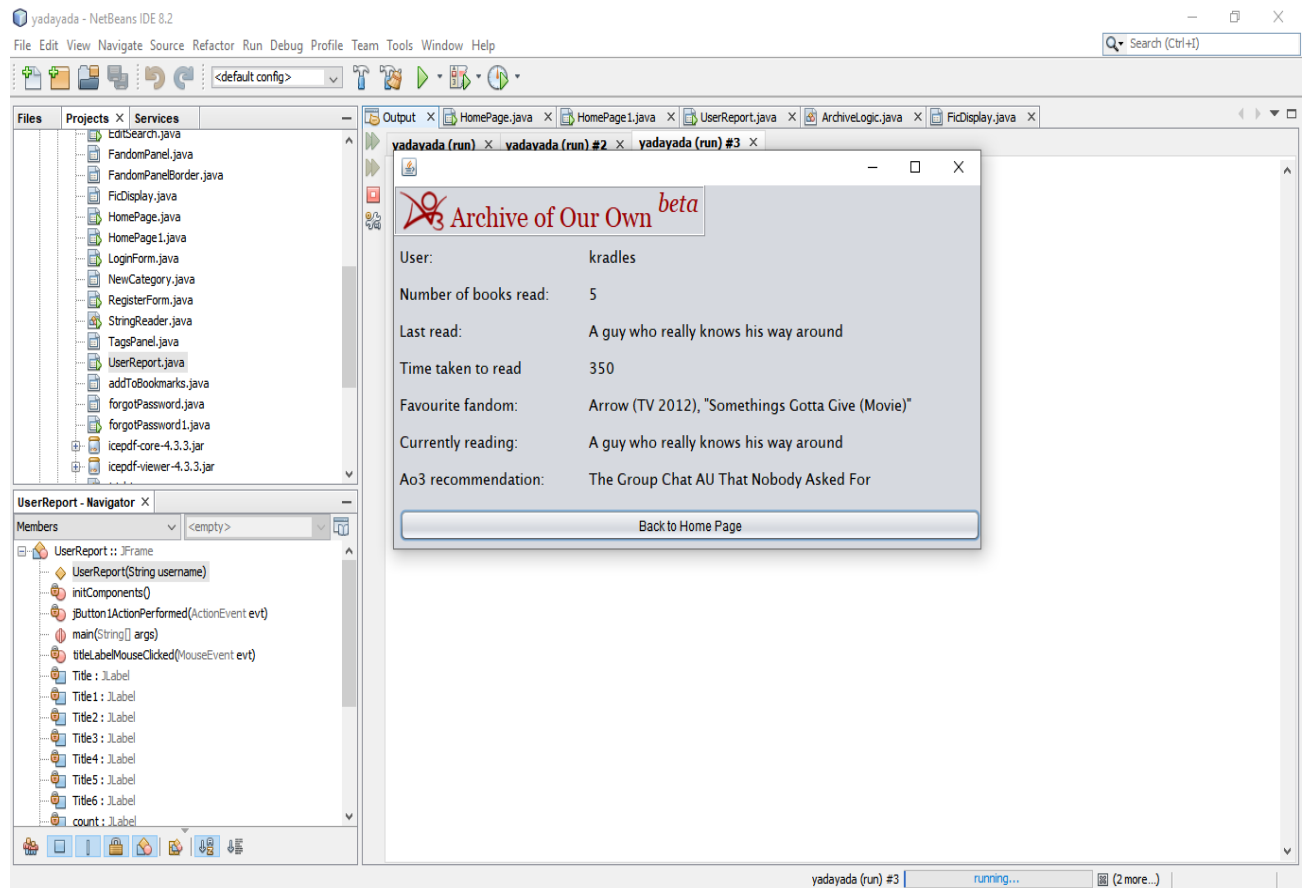 yadayada - NetBeans IDE 8.2
File Edit View Navigate Source Refactor Run Debug Profile Team Tools Window Help
Search (Ctrl+I)
<default config>
Files Projects Services
Output HomePage.java HomePage1.java UserReport.java ArchiveLogic.java FicDisplay.java
yadayada (run) yadayada (run) #2 yadayada (run) #3
EditSearch.java
FandomPanel.java
FandomPanelBorder.java
FicDisplay.java
HomePage.java
HomePage1.java
LoginForm.java
NewCategory.java
RegisterForm.java
StringReader.java
TagsPanel.java
UserReport.java
addToBookmarks.java
forgotPassword.java
forgotPassword1.java
icepdf-core-4.3.3.jar
icepdf-viewer-4.3.3.jar
Archive of Our Own beta
User: kradles
Number of books read: 5
Last read: A guy who really knows his way around
Time taken to read 350
Favourite fandom: Arrow (TV 2012), "Somethings Gotta Give (Movie)"
Currently reading: A guy who really knows his way around
Ao3 recommendation: The Group Chat AU That Nobody Asked For
Back to Home Page
UserReport - Navigator
Members <empty>
UserReport :: JFrame
UserReport(String username)
initComponents()
jButton1ActionPerformed(ActionEvent evt)
main(String[] args)
titleLabelMouseClicked(MouseEvent evt)
Title : JLabel
Title1 : JLabel
Title2 : JLabel
Title3 : JLabel
Title4 : JLabel
Title5 : JLabel
Title6 : JLabel
count : JLabel
yadayada (run) #3 running... (2 more...)